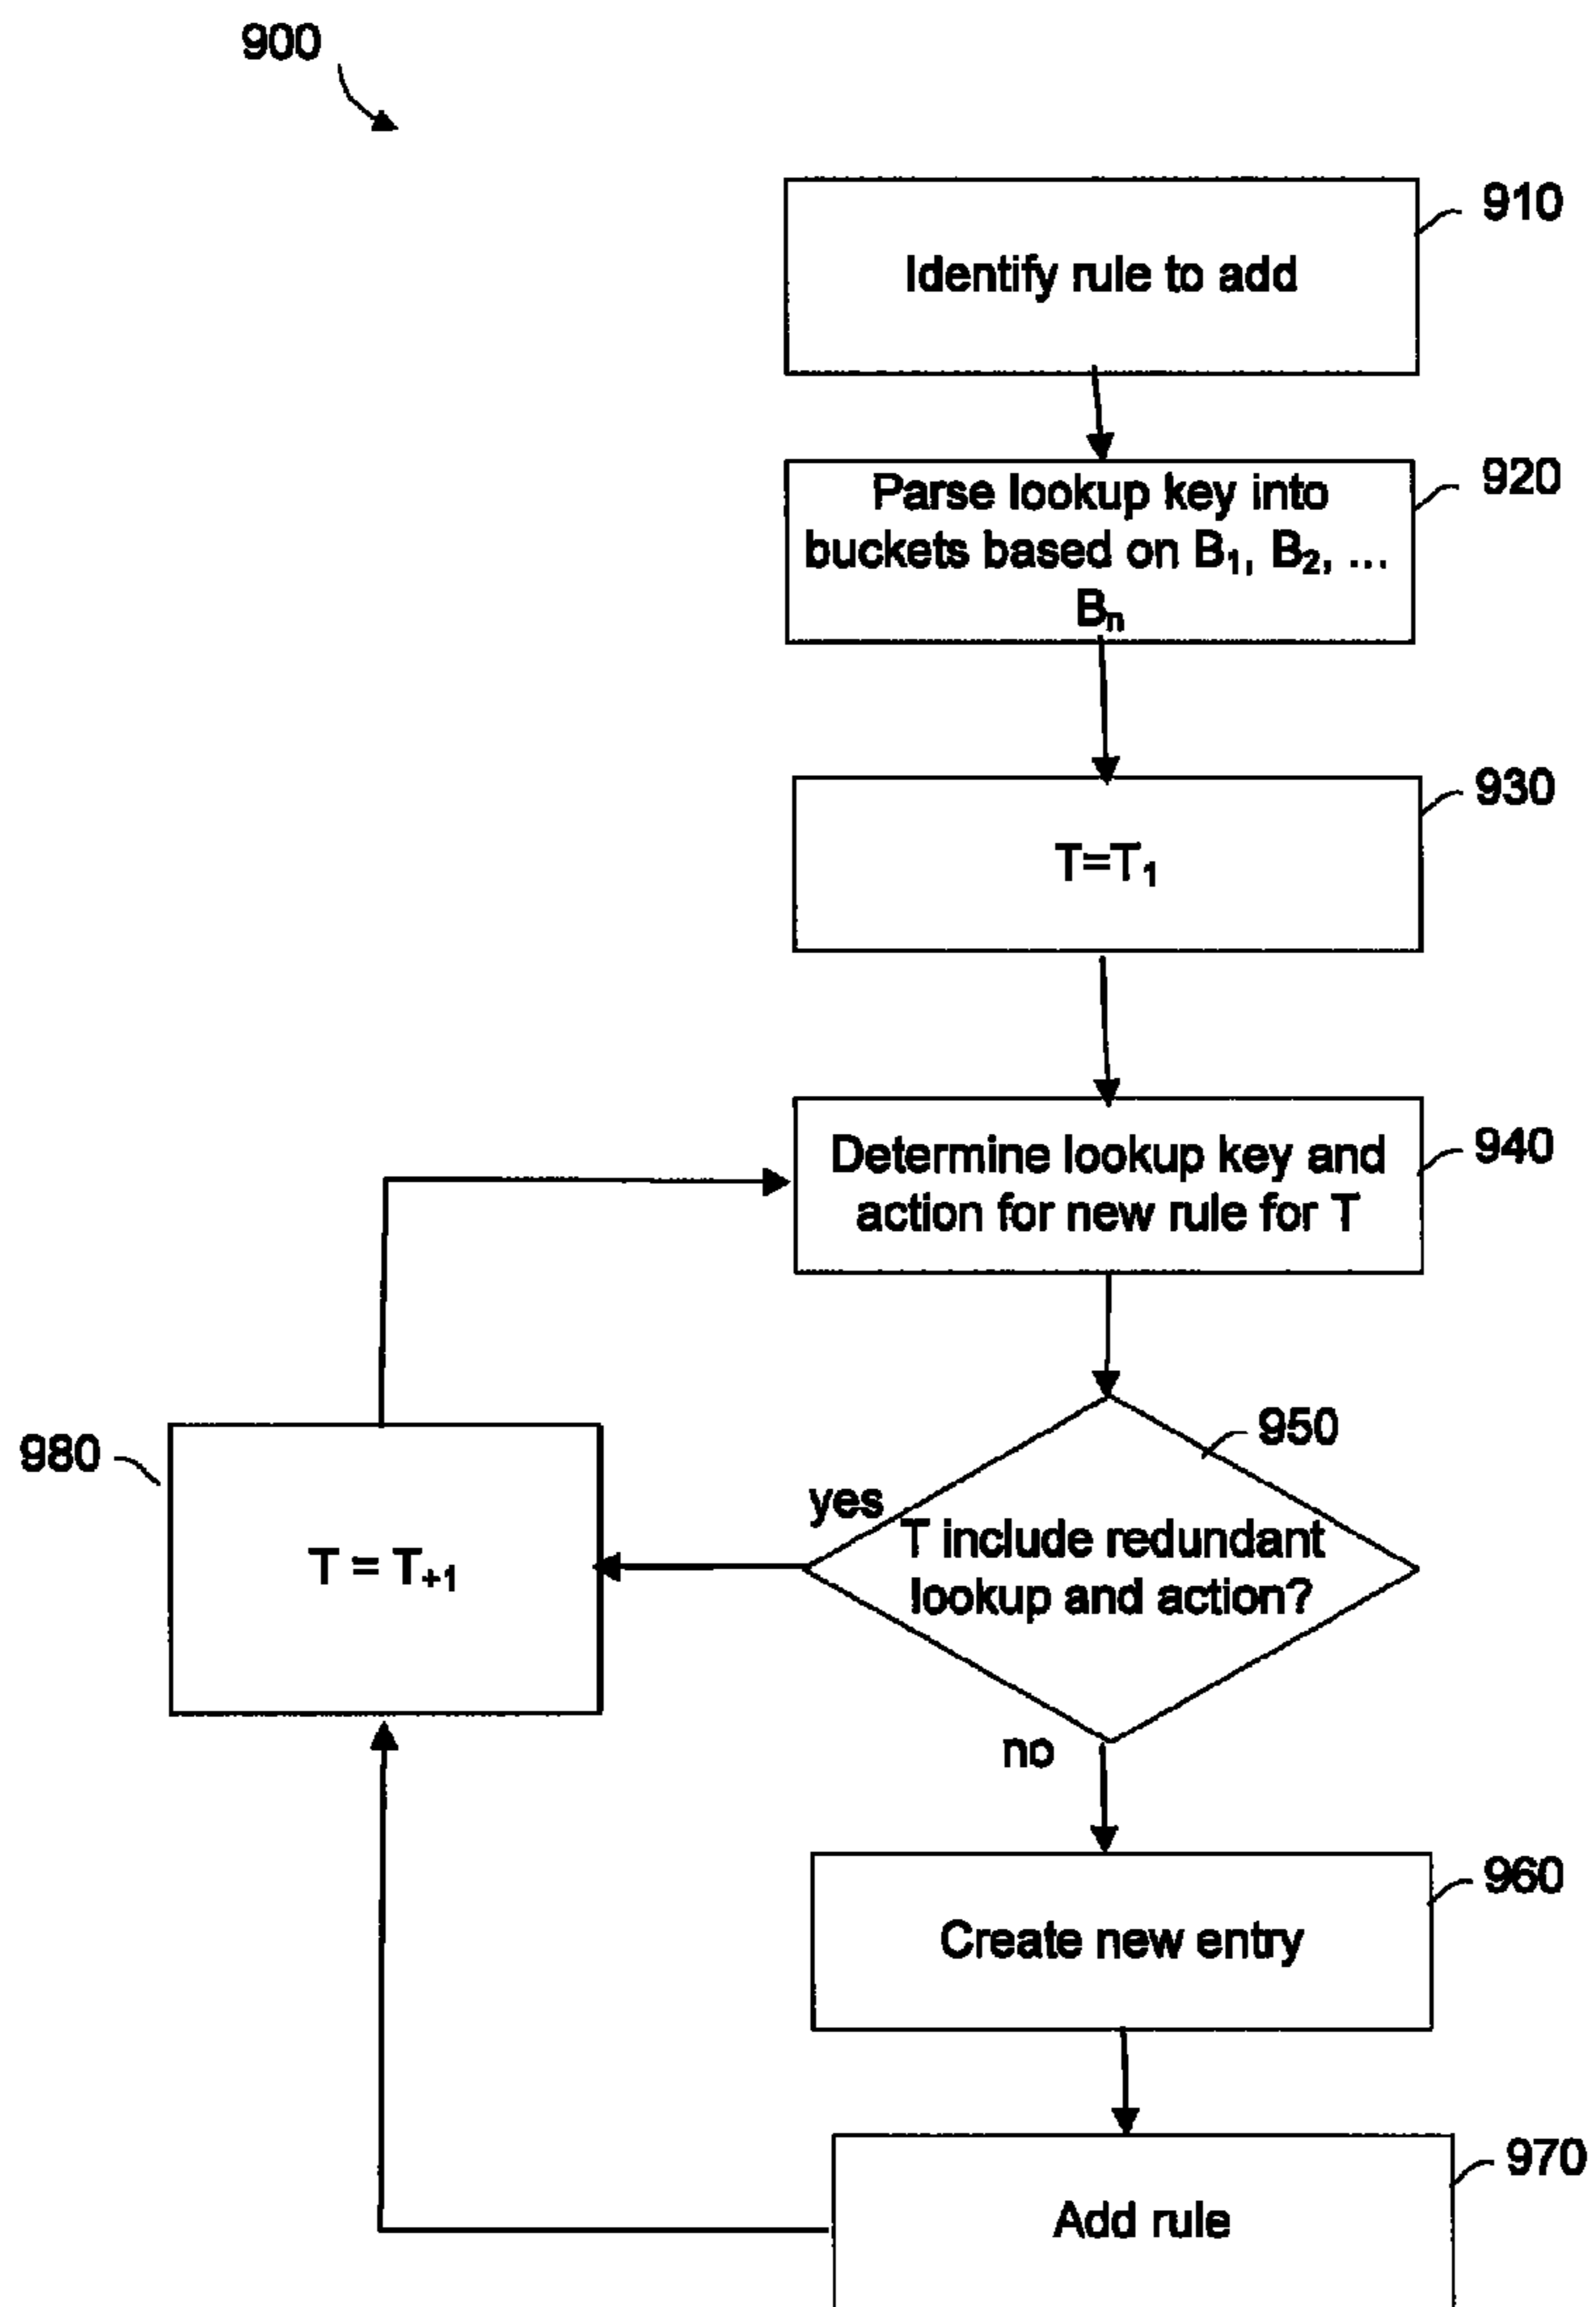 900
910
Identify rule to add
920
Parse lookup key into
buckets based on B₁, B₂, ...
Bₙ
930
T=T₁
940
Determine lookup key and
action for new rule for T
950
980
yes
T include redundant
lookup and action?
T = T₊₁
no
960
Create new entry
970
Add rule